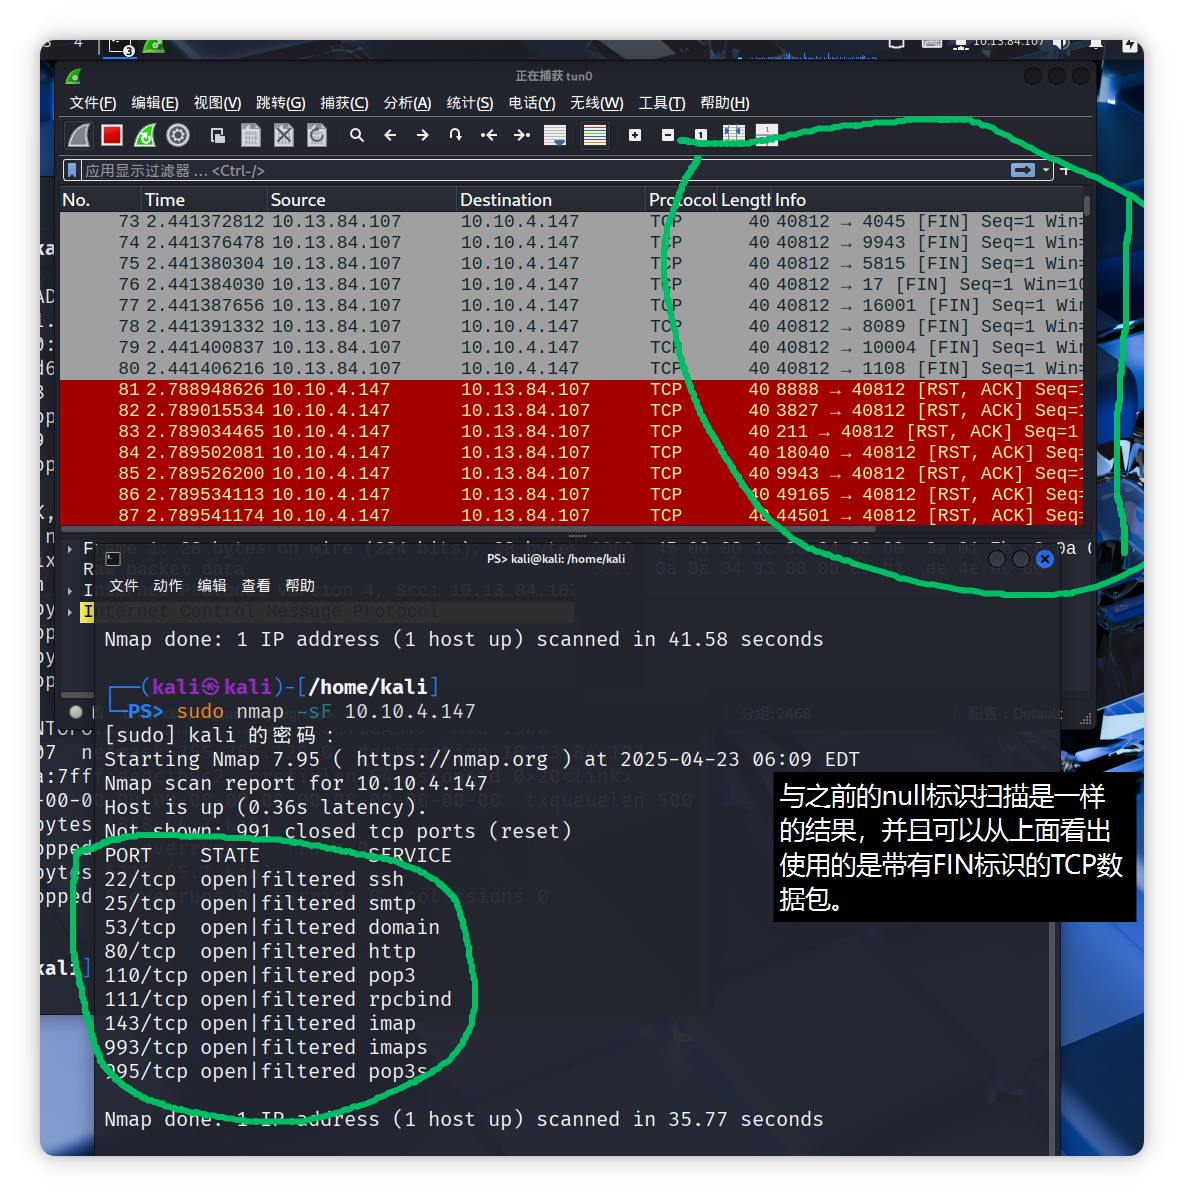 4
3
10.13.84.107
正在捕获 tun0
文件(F) 编辑(E) 视图(V) 跳转(G) 捕获(C) 分析(A) 统计(S) 电话(Y) 无线(W) 工具(T) 帮助(H)
应用显示过滤器 … <Ctrl-/>
No. Time Source Destination Protocol Length Info
73 2.441372812 10.13.84.107 10.10.4.147 TCP 40 40812 → 4045 [FIN] Seq=1 Win=
74 2.441376478 10.13.84.107 10.10.4.147 TCP 40 40812 → 9943 [FIN] Seq=1 Win=
75 2.441380304 10.13.84.107 10.10.4.147 TCP 40 40812 → 5815 [FIN] Seq=1 Win=
76 2.441384030 10.13.84.107 10.10.4.147 TCP 40 40812 → 17 [FIN] Seq=1 Win=10
77 2.441387656 10.13.84.107 10.10.4.147 TCP 40 40812 → 16001 [FIN] Seq=1 Win
78 2.441391332 10.13.84.107 10.10.4.147 TCP 40 40812 → 8089 [FIN] Seq=1 Win=
79 2.441400837 10.13.84.107 10.10.4.147 TCP 40 40812 → 10004 [FIN] Seq=1 Win
80 2.441406216 10.13.84.107 10.10.4.147 TCP 40 40812 → 1108 [FIN] Seq=1 Win=
81 2.788948626 10.10.4.147 10.13.84.107 TCP 40 8888 → 40812 [RST, ACK] Seq=1
82 2.789015534 10.10.4.147 10.13.84.107 TCP 40 3827 → 40812 [RST, ACK] Seq=1
83 2.789034465 10.10.4.147 10.13.84.107 TCP 40 211 → 40812 [RST, ACK] Seq=1
84 2.789502081 10.10.4.147 10.13.84.107 TCP 40 18040 → 40812 [RST, ACK] Seq=
85 2.789526200 10.10.4.147 10.13.84.107 TCP 40 9943 → 40812 [RST, ACK] Seq=1
86 2.789534113 10.10.4.147 10.13.84.107 TCP 40 49165 → 40812 [RST, ACK] Seq=
87 2.789541174 10.10.4.147 10.13.84.107 TCP 40 44501 → 40812 [RST, ACK] Seq=
PS> kali@kali: /home/kali
文件 动作 编辑 查看 帮助
Internet Control Message Protocol
Nmap done: 1 IP address (1 host up) scanned in 41.58 seconds
┌──(kali㉿kali)-[/home/kali]
└─PS> sudo nmap -sF 10.10.4.147
分组: 2468
[sudo] kali 的密码：
Starting Nmap 7.95 ( https://nmap.org ) at 2025-04-23 06:09 EDT
Nmap scan report for 10.10.4.147
Host is up (0.36s latency).
Not shown: 991 closed tcp ports (reset)
PORT STATE SERVICE
22/tcp open|filtered ssh
25/tcp open|filtered smtp
53/tcp open|filtered domain
80/tcp open|filtered http
110/tcp open|filtered pop3
111/tcp open|filtered rpcbind
143/tcp open|filtered imap
993/tcp open|filtered imaps
995/tcp open|filtered pop3s
Nmap done: 1 IP address (1 host up) scanned in 35.77 seconds
与之前的null标识扫描是一样
的结果，并且可以从上面看出
使用的是带有FIN标识的TCP数
据包。